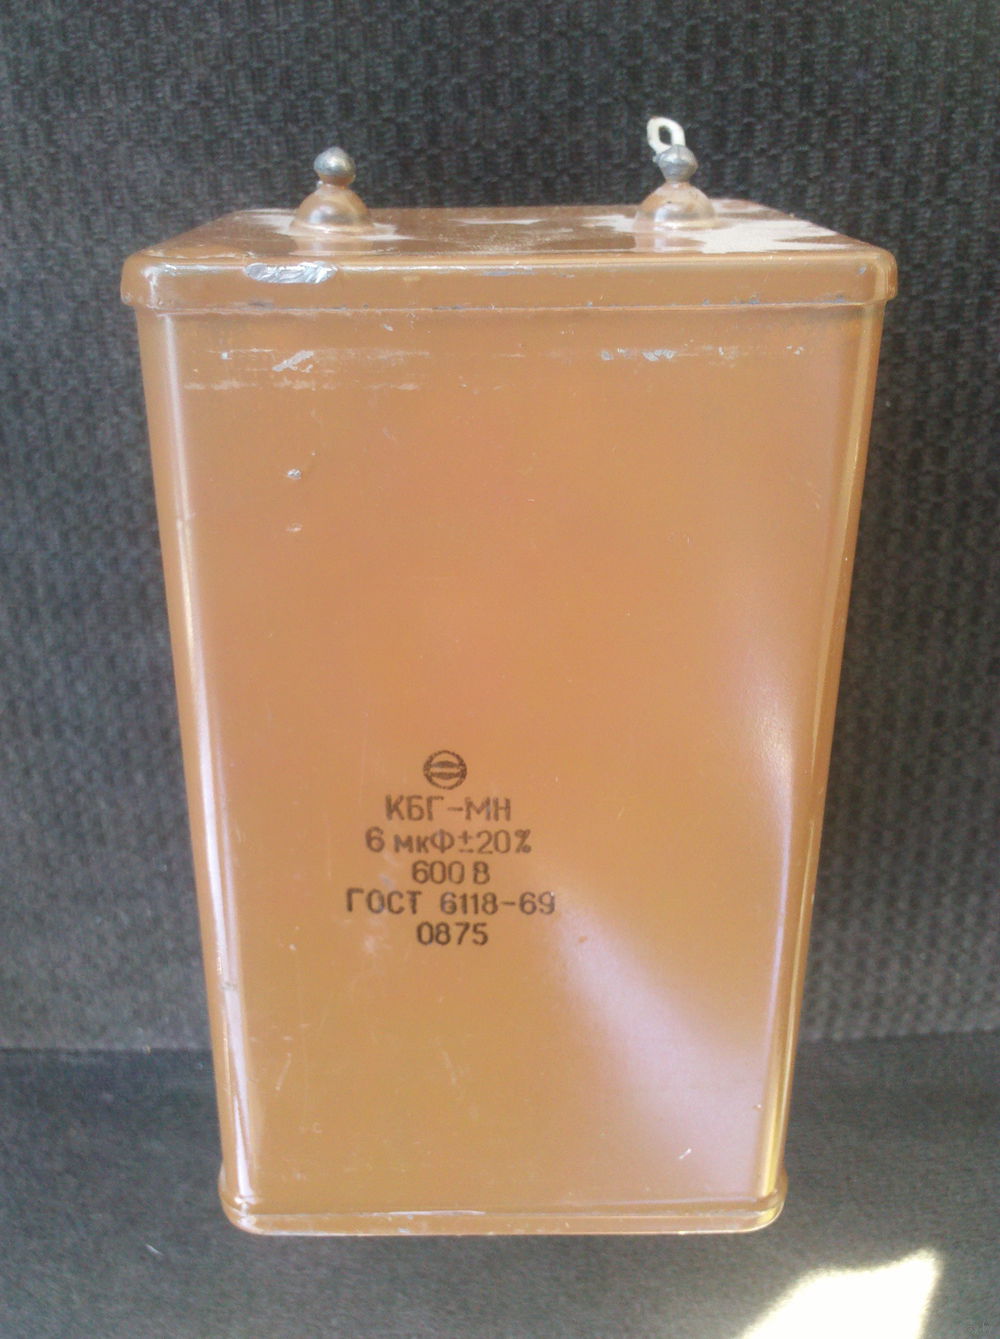 КБГ-МН
6 мкФ±20%
600 В
ГОСТ 6118-69
0875